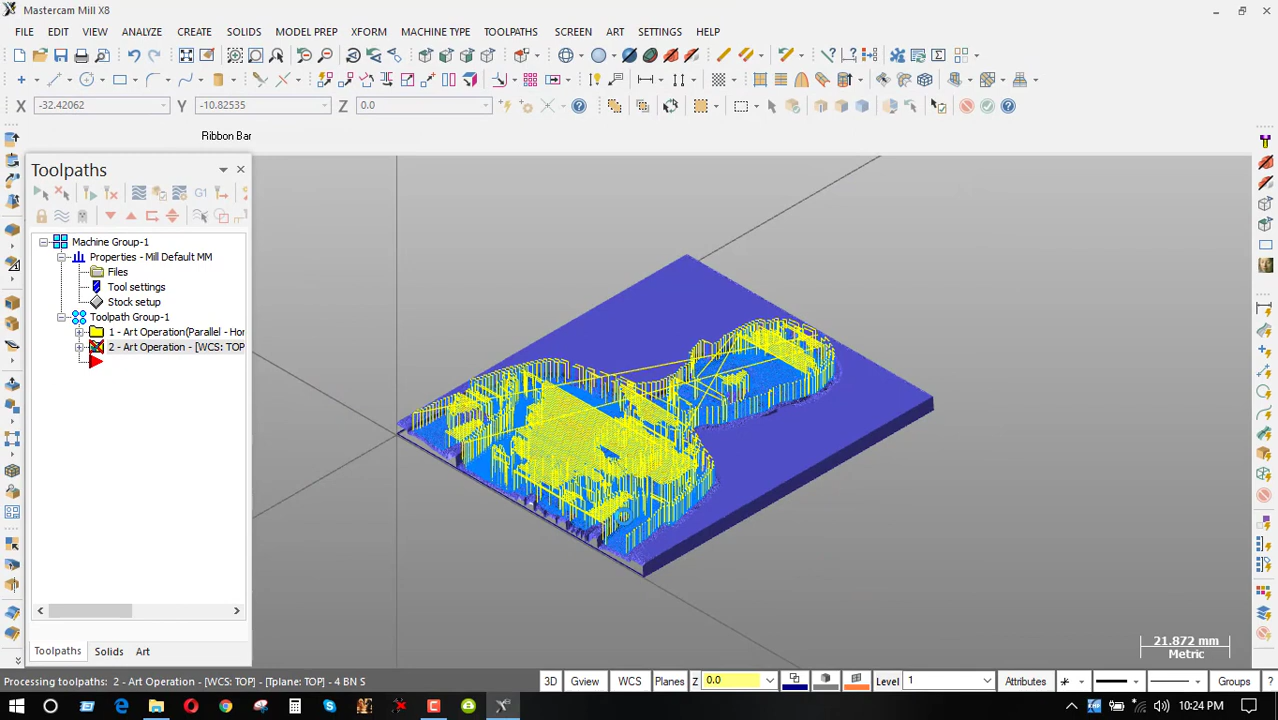 Mastercam Mill X8
FILE EDIT VIEW ANALYZE CREATE SOLIDS MODEL PREP XFORM MACHINE TYPE TOOLPATHS SCREEN ART SETTINGS HELP
X -32.42062 Y -10.82535 Z 0.0
Ribbon Bar
Toolpaths
G1
Machine Group-1
Properties - Mill Default MM
Files
Tool settings
Stock setup
Toolpath Group-1
1 - Art Operation(Parallel - Hor
2 - Art Operation - [WCS: TOP
Toolpaths Solids Art
21.872 mm
Metric
Processing toolpaths: 2 - Art Operation - [WCS: TOP] - [Tplane: TOP] - 4 BN S
3D Gview WCS Planes Z 0.0 Level 1 Attributes Groups ?
10:24 PM